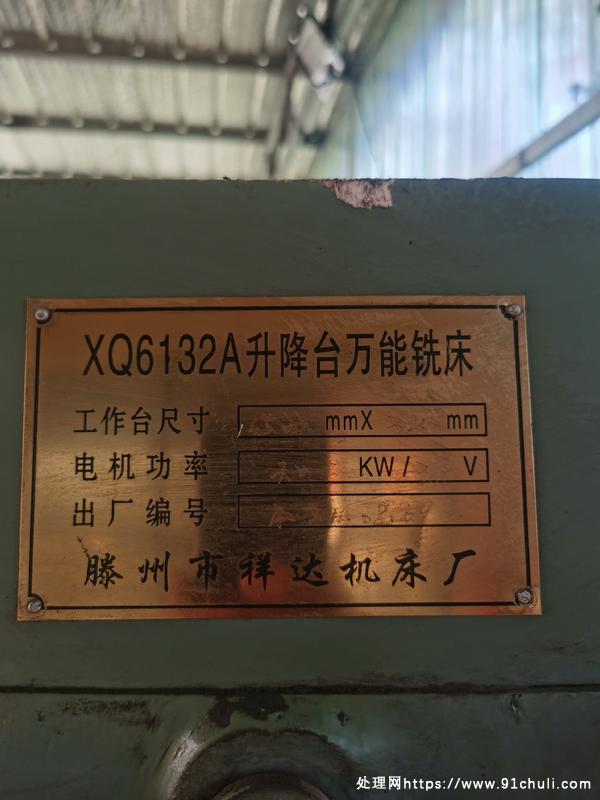 XQ6132A升降台万能铣床
工作台尺寸 mmX mm
电机功率 KW/ V
出厂编号
滕州市祥达机床厂
处理网https://www.91chuli.com